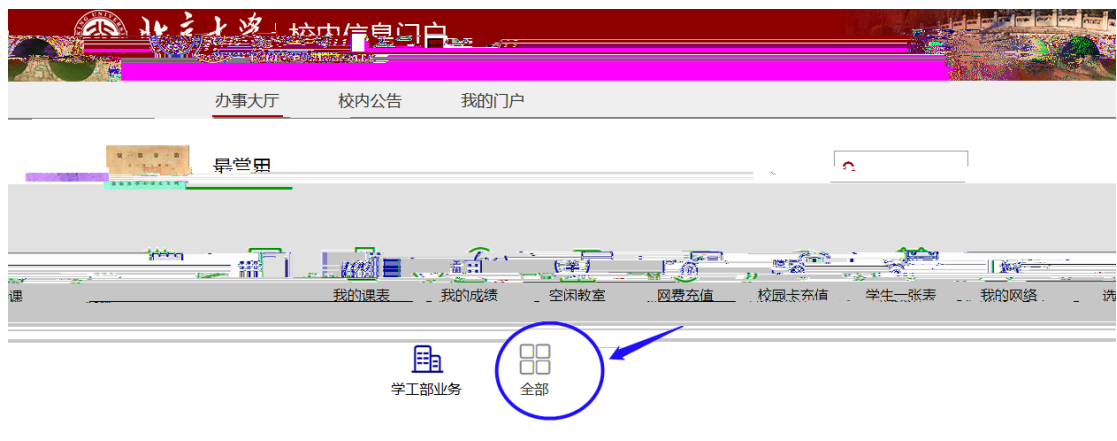 北京大学 校内信息门户
办事大厅 校内公告 我的门户
最常用
课 我的课表 我的成绩 空闲教室 网费充值 校园卡充值 学生一张表 我的网络 选
学工部业务 全部